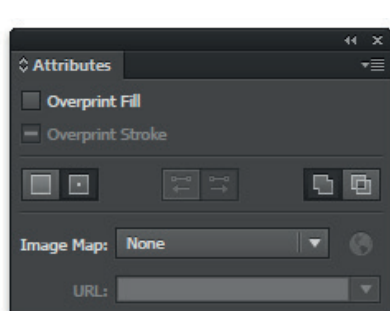 Attributes
Overprint Fill
Overprint Stroke
Image Map: None
URL: